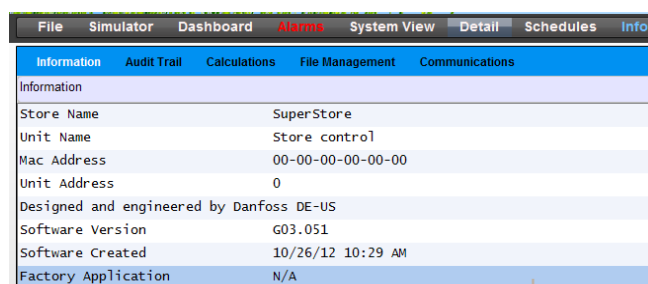 File Simulator Dashboard Alarms System View Detail Schedules Info
Information Audit Trail Calculations File Management Communications
Information
Store Name SuperStore
Unit Name Store control
Mac Address 00-00-00-00-00-00
Unit Address 0
Designed and engineered by Danfoss DE-US
Software Version G03.051
Software Created 10/26/12 10:29 AM
Factory Application N/A